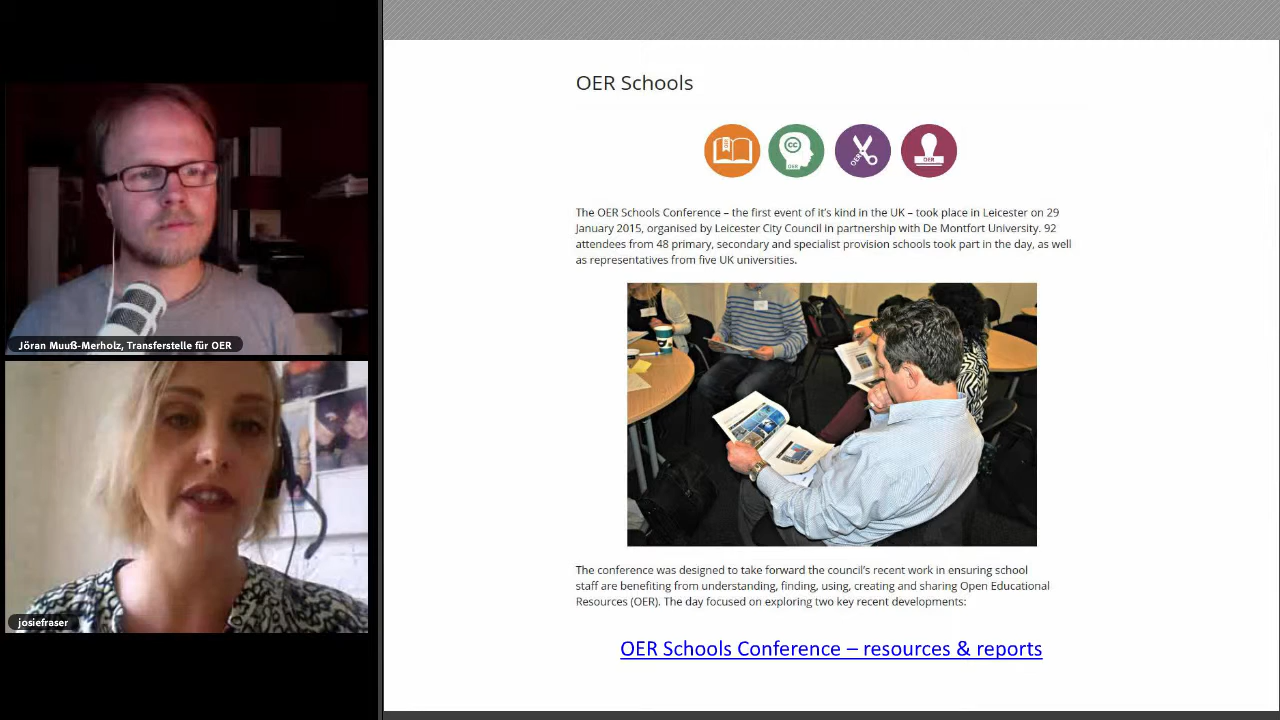 Jöran Muuß-Merholz, Transferstelle für OER
josiefraser
OER Schools
OER
CC
OER
OER
OER
The OER Schools Conference – the first event of it's kind in the UK – took place in Leicester on 29
January 2015, organised by Leicester City Council in partnership with De Montfort University. 92
attendees from 48 primary, secondary and specialist provision schools took part in the day, as well
as representatives from five UK universities.
The conference was designed to take forward the council's recent work in ensuring school
staff are benefiting from understanding, finding, using, creating and sharing Open Educational
Resources (OER). The day focused on exploring two key recent developments:
OER Schools Conference – resources & reports